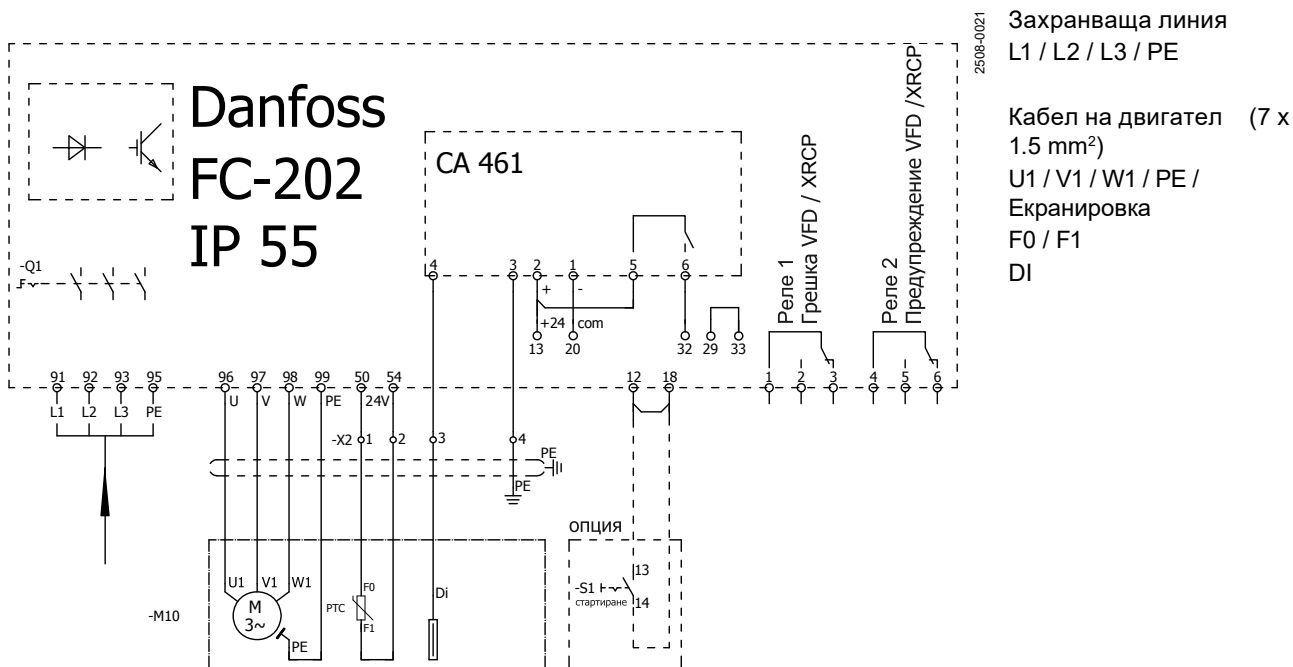 2508-0021
Захранваща линия
L1 / L2 / L3 / PE
Кабел на двигател (7 x
1.5 mm²)
U1 / V1 / W1 / PE /
Екранировка
F0 / F1
DI
Danfoss
FC-202
IP 55
CA 461
-Q1
4 3 2 1 5 6
+ -
+24 com
13 20 32 29 33
Реле 1
Грешка VFD / XRCP
Реле 2
Предупреждение VFD /XRCP
91 92 93 95 96 97 98 99 50 54 12 18 1 2 3 4 5 6
L1 L2 L3 PE U V W PE 24V
-X2 1 2 3 4
PE
PE
опция
-M10
U1 V1 W1
M
3~
PE
PTC
F0
F1
Di
-S1
стартиране
13
14